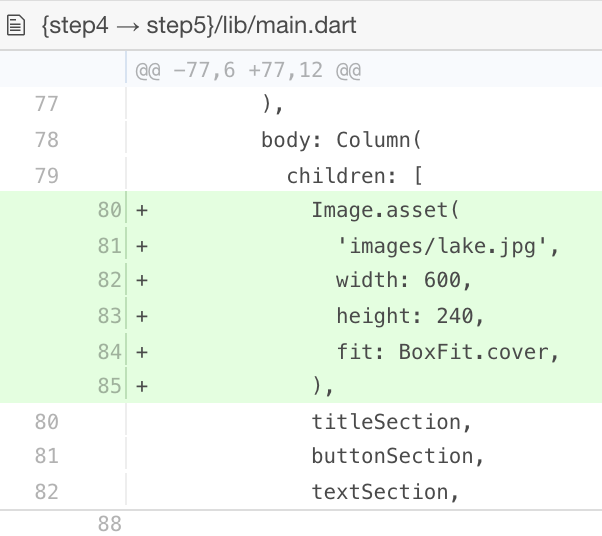 {step4 → step5}/lib/main.dart
@@ -77,6 +77,12 @@
77 ),
78 body: Column(
79 children: [
80 + Image.asset(
81 + 'images/lake.jpg',
82 + width: 600,
83 + height: 240,
84 + fit: BoxFit.cover,
85 + ),
80 titleSection,
81 buttonSection,
82 textSection,
88